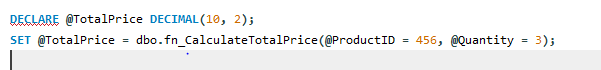 DECLARE @TotalPrice DECIMAL(10, 2);
SET @TotalPrice = dbo.fn_CalculateTotalPrice(@ProductID = 456, @Quantity = 3);